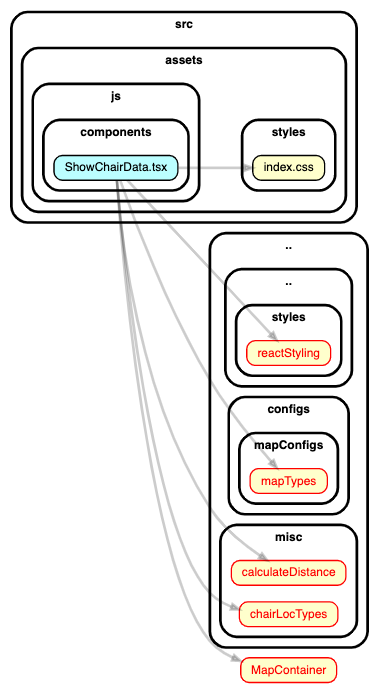 src
assets
js
components
styles
ShowChairData.tsx
index.css
..
..
styles
reactStyling
configs
mapConfigs
mapTypes
misc
calculateDistance
chairLocTypes
MapContainer